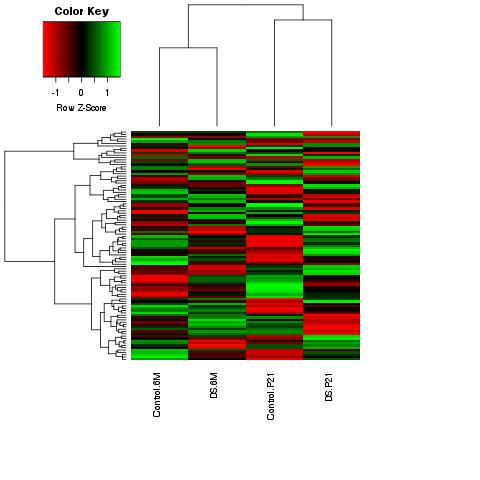 Color Key
-1 0 1
Row Z-Score
Control.6M
DS.6M
Control.P21
DS.P21